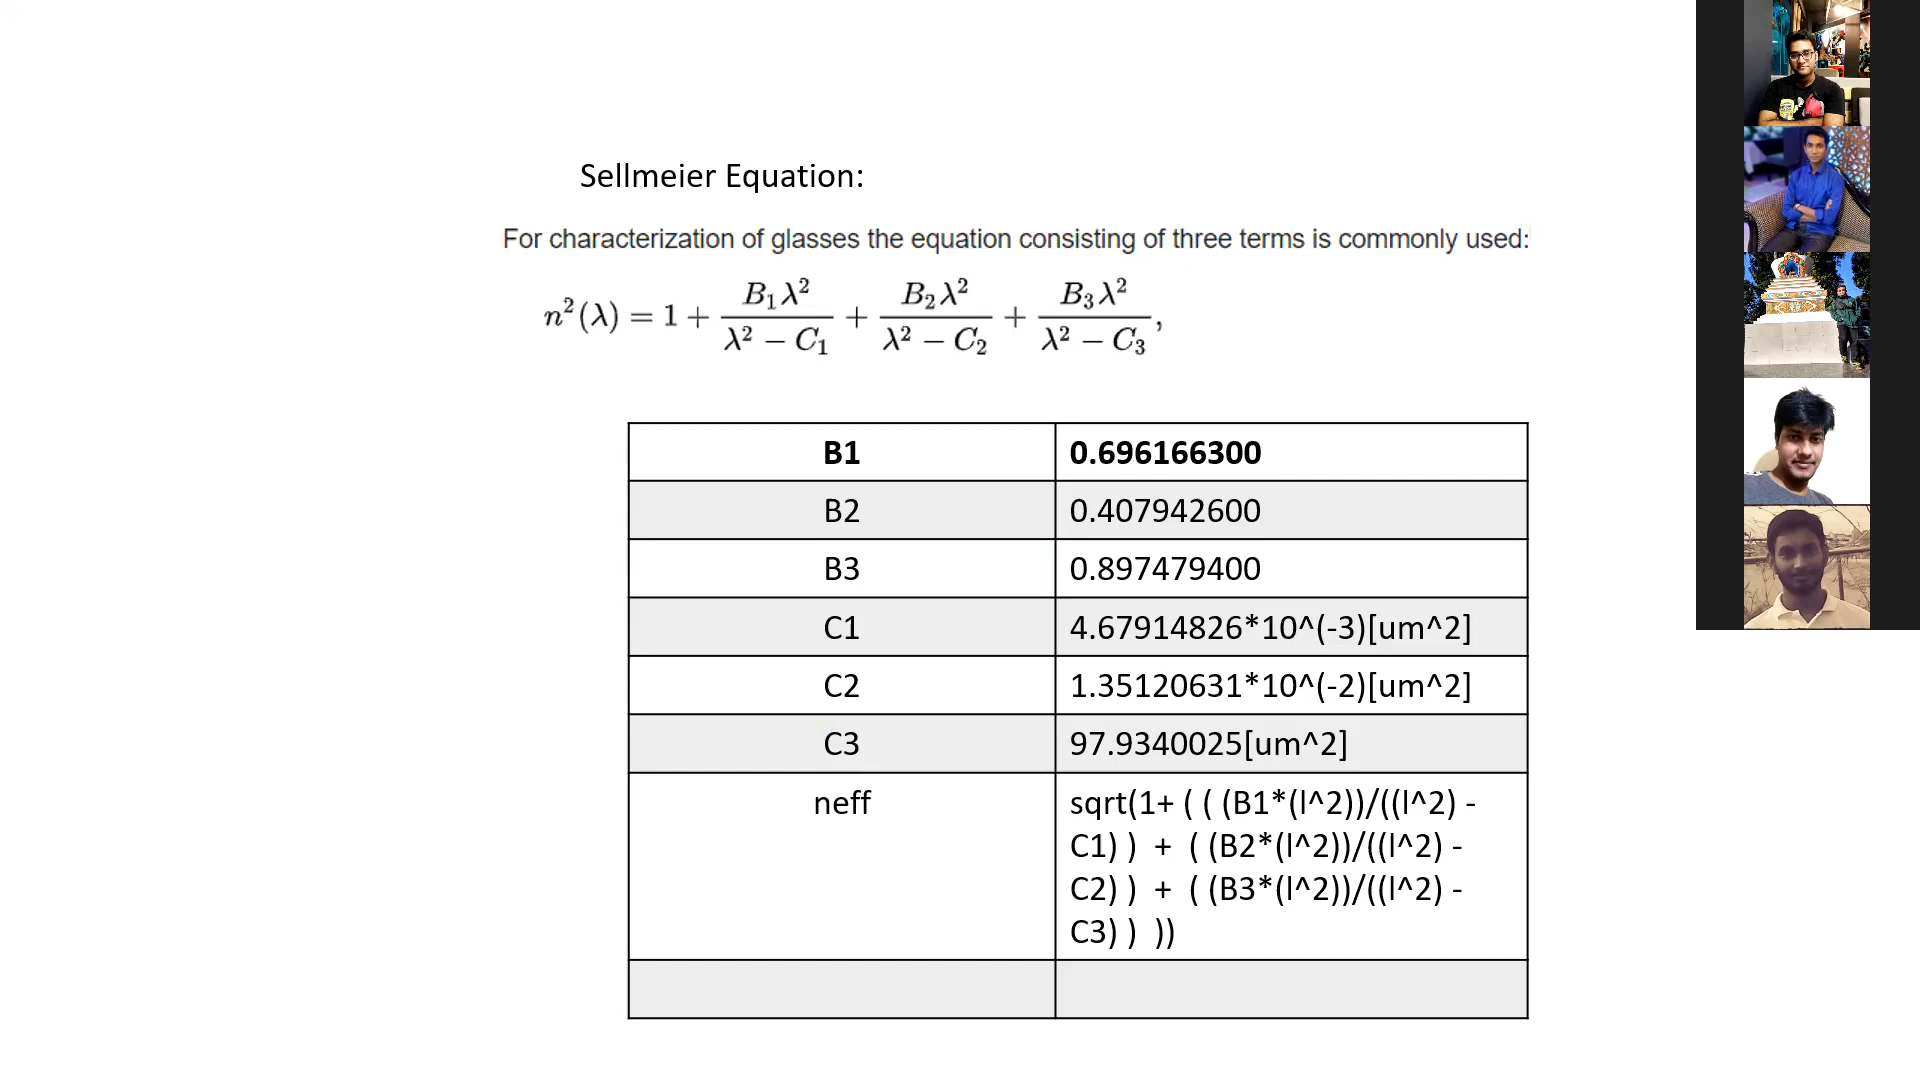 Sellmeier Equation:
For characterization of glasses the equation consisting of three terms is commonly used:
n²(λ) = 1 + B₁λ²/(λ² − C₁) + B₂λ²/(λ² − C₂) + B₃λ²/(λ² − C₃),
B1 0.696166300
B2 0.407942600
B3 0.897479400
C1 4.67914826*10^(-3)[um^2]
C2 1.35120631*10^(-2)[um^2]
C3 97.9340025[um^2]
neff sqrt(1+ ( ( (B1*(l^2))/((l^2) -
C1) ) + ( (B2*(l^2))/((l^2) -
C2) ) + ( (B3*(l^2))/((l^2) -
C3) ) ))